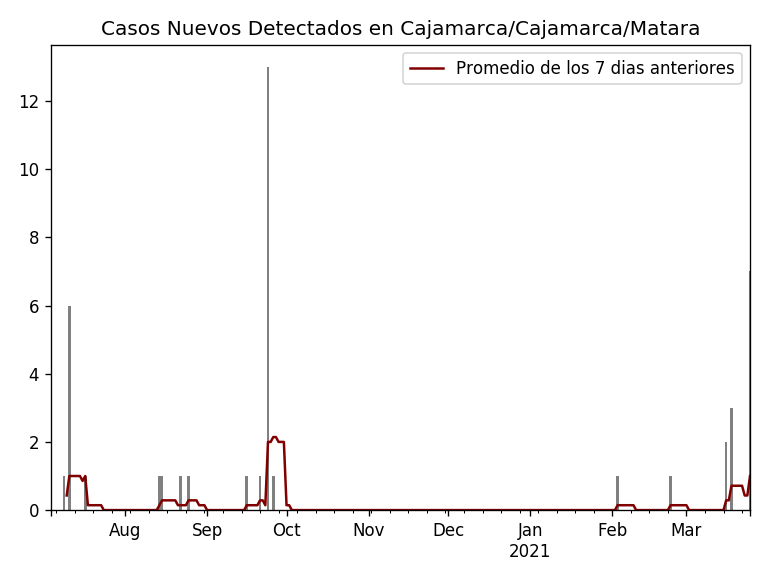 Casos Nuevos Detectados en Cajamarca/Cajamarca/Matara
Promedio de los 7 dias anteriores
12
10
8
6
4
2
0
Aug Sep Oct Nov Dec Jan Feb Mar
2021